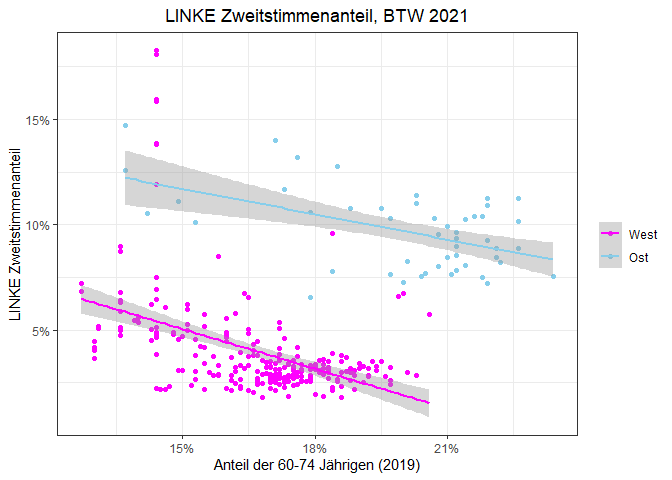 LINKE Zweitstimmenanteil, BTW 2021
LINKE Zweitstimmenanteil
15%
10%
5%
15%
18%
21%
Anteil der 60-74 Jährigen (2019)
West
Ost